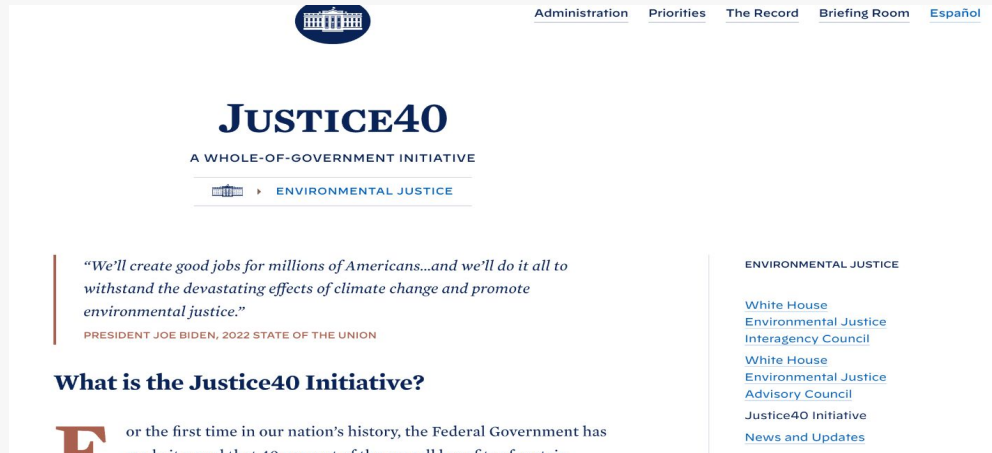 Administration Priorities The Record Briefing Room Español
JUSTICE40
A WHOLE-OF-GOVERNMENT INITIATIVE
ENVIRONMENTAL JUSTICE
“We’ll create good jobs for millions of Americans...and we’ll do it all to
withstand the devastating effects of climate change and promote
environmental justice.”
PRESIDENT JOE BIDEN, 2022 STATE OF THE UNION
What is the Justice40 Initiative?
For the first time in our nation’s history, the Federal Government has
ENVIRONMENTAL JUSTICE
White House
Environmental Justice
Interagency Council
White House
Environmental Justice
Advisory Council
Justice40 Initiative
News and Updates